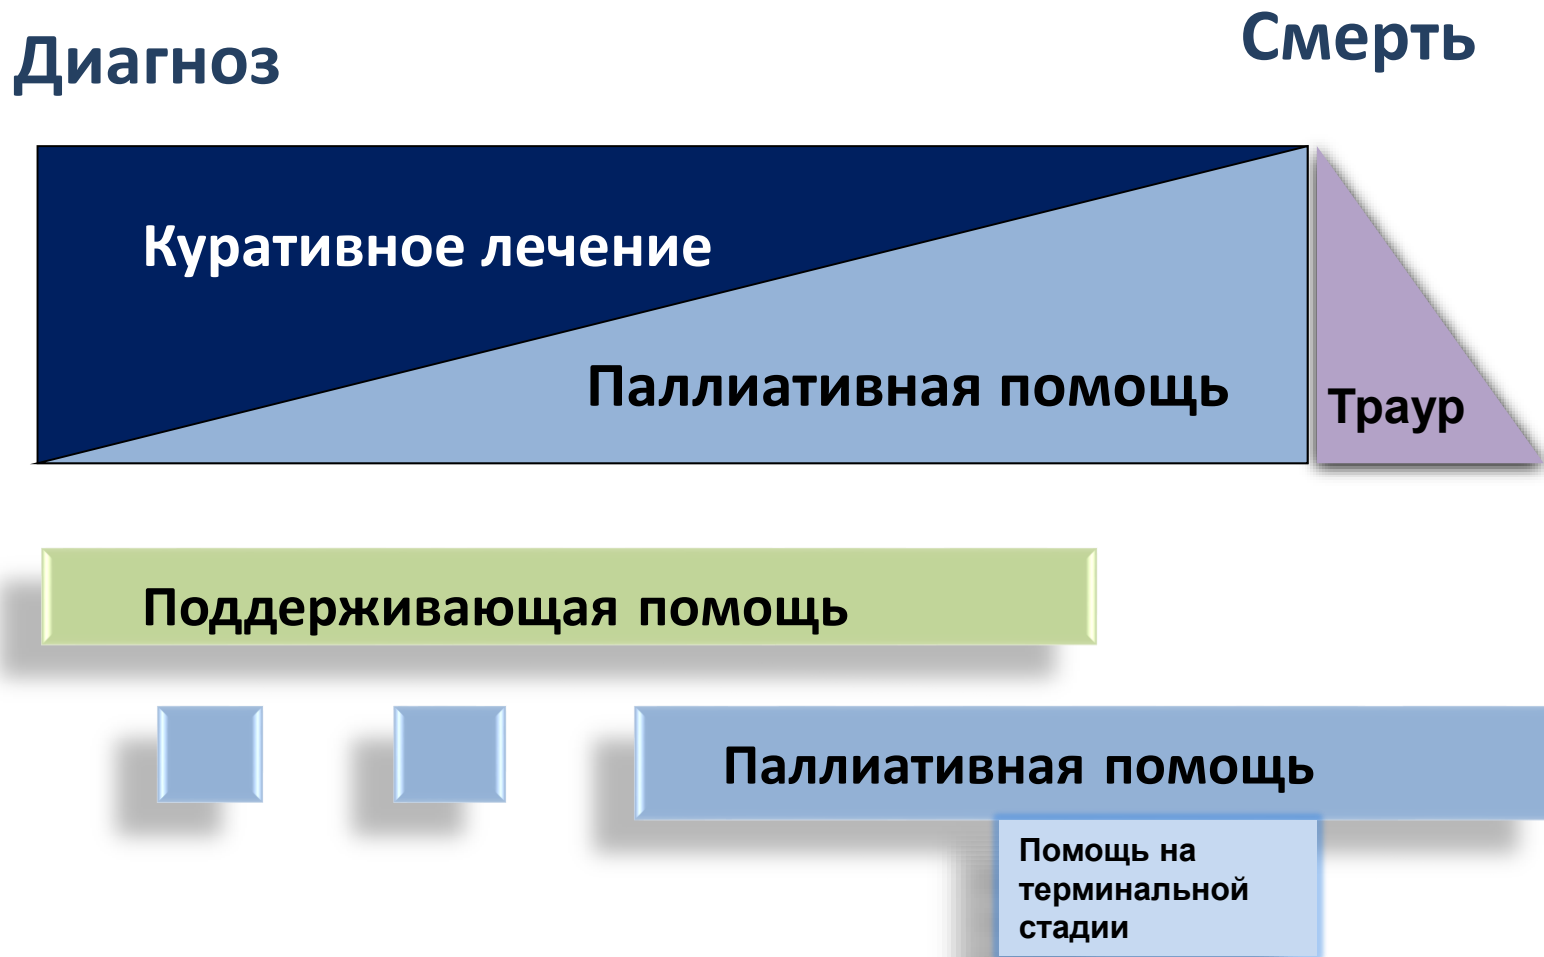 Диагноз
Смерть
Куративное лечение
Паллиативная помощь
Траур
Поддерживающая помощь
Паллиативная помощь
Помощь на
терминальной
стадии